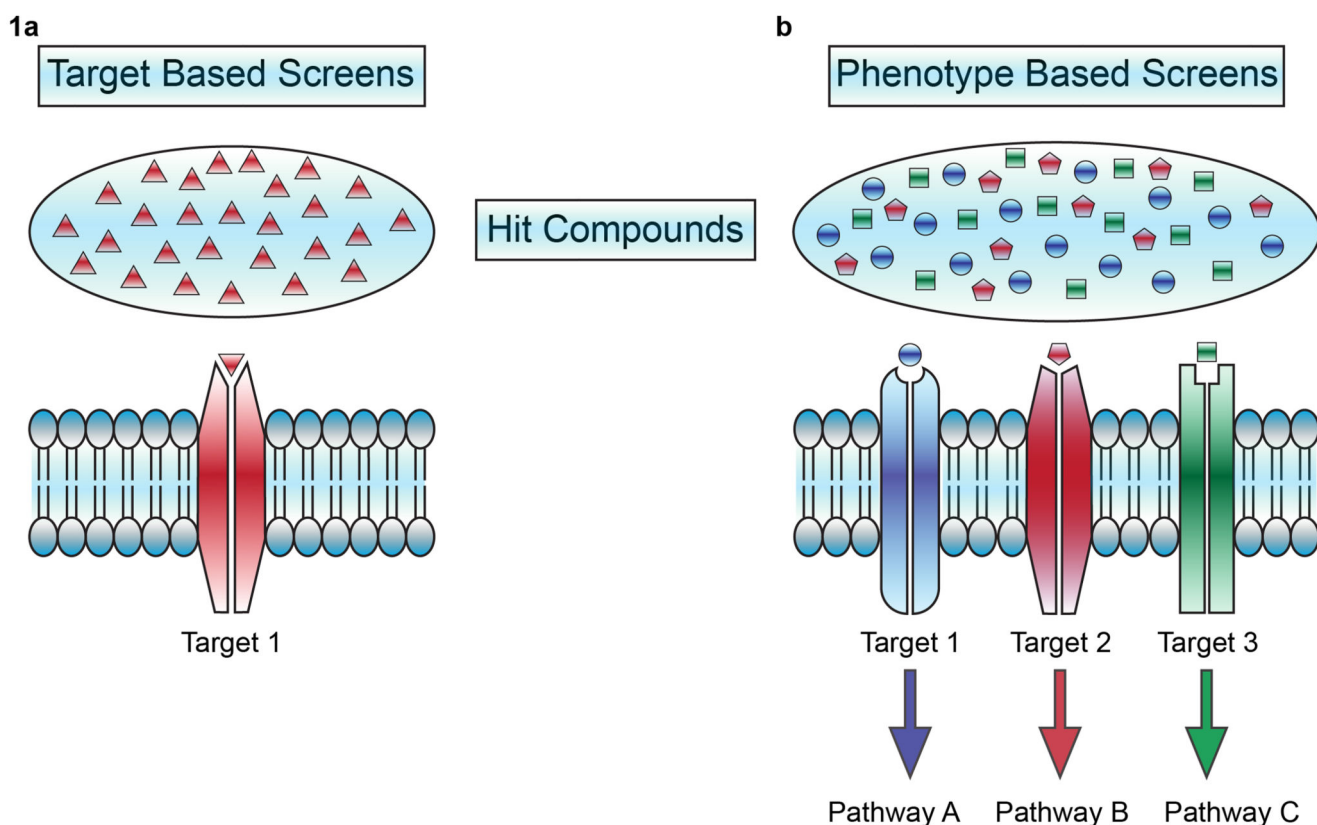 1a
b
Target Based Screens
Phenotype Based Screens
Hit Compounds
Target 1
Target 1
Target 2
Target 3
Pathway A
Pathway B
Pathway C